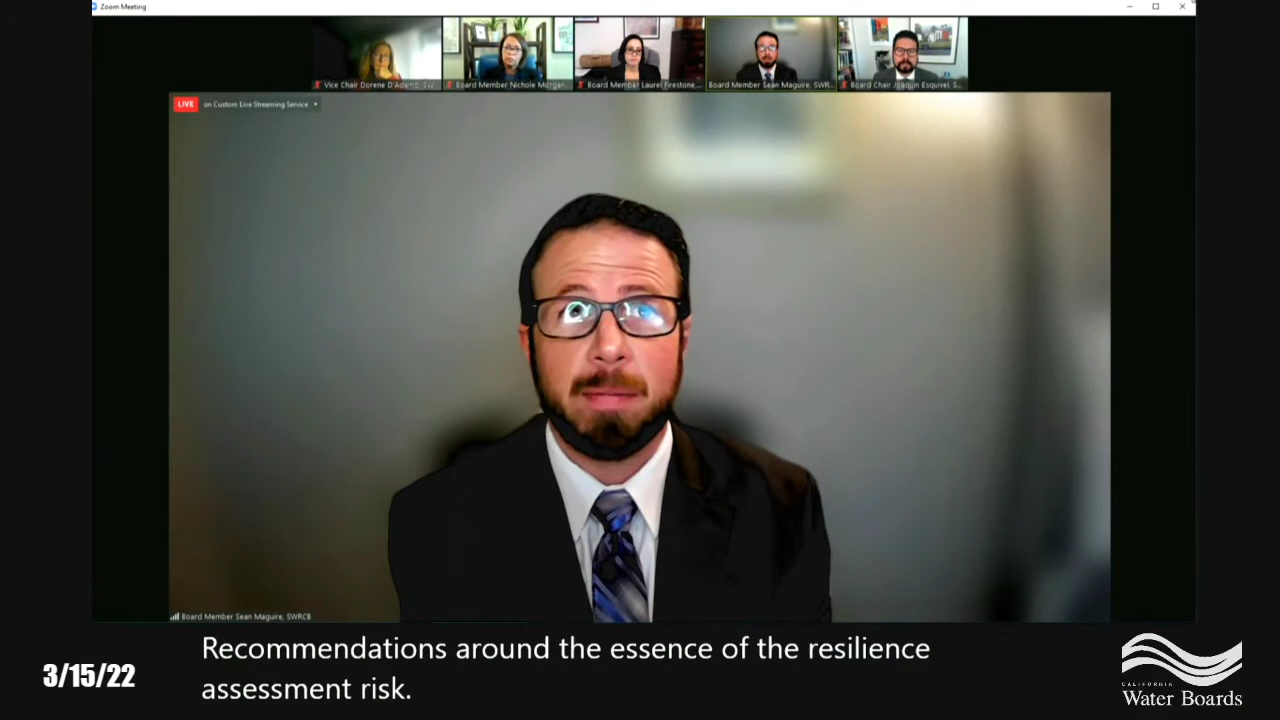 Zoom Meeting
Vice Chair Dorene D'Adamo, SW...
Board Member Nichole Morgan...
Board Member Laurel Firestone,...
Board Member Sean Maguire, SWR...
Board Chair Joaquin Esquivel, S...
LIVE on Custom Live Streaming Service
Board Member Sean Maguire, SWRCB
Recommendations around the essence of the resilience
assessment risk.
3/15/22
CALIFORNIA
Water Boards